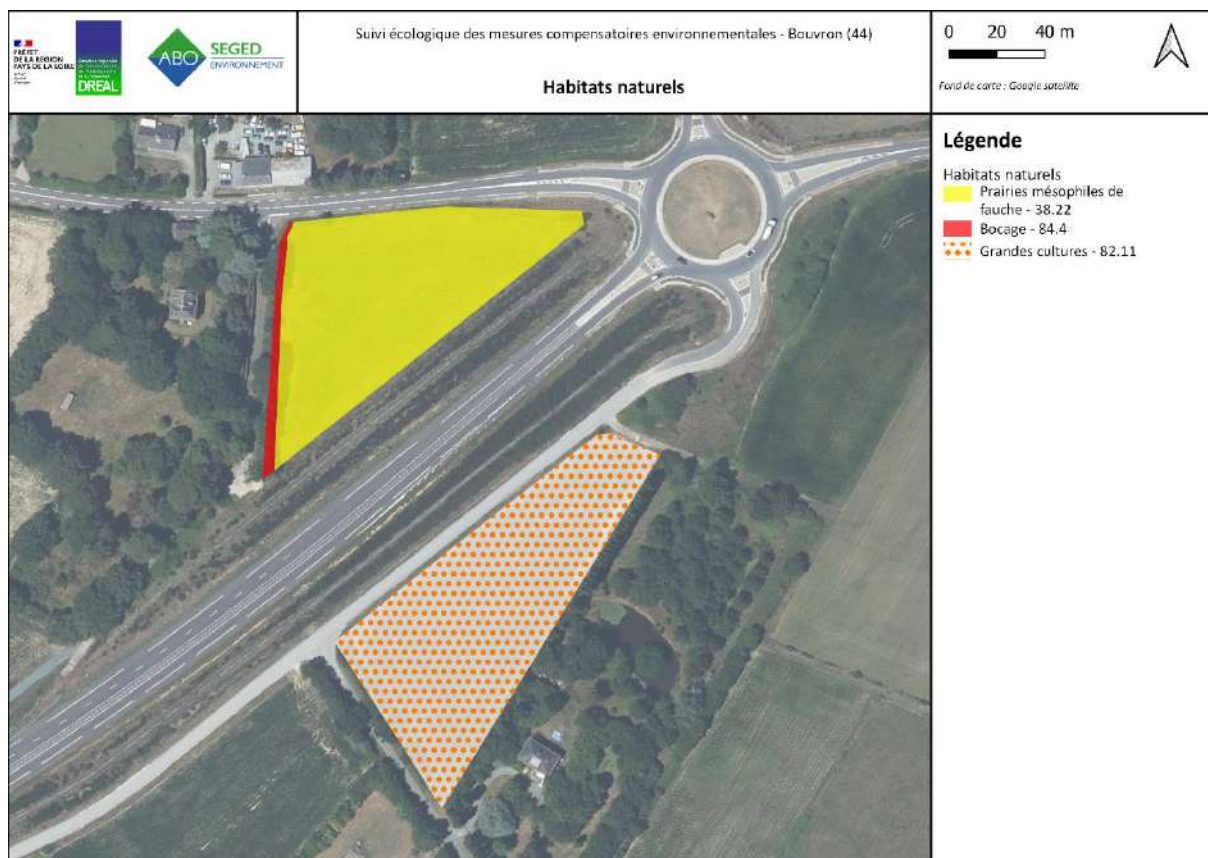 PRÉFET
DE LA RÉGION
PAYS DE LA LOIRE
DREAL
ABO
SEGED
ENVIRONNEMENT
Suivi écologique des mesures compensatoires environnementales - Bouvron (44)
Habitats naturels
0 20 40 m
Fond de carte : Google satellite
Légende
Habitats naturels
Prairies mésophiles de
fauche - 38.22
Bocage - 84.4
Grandes cultures - 82.11